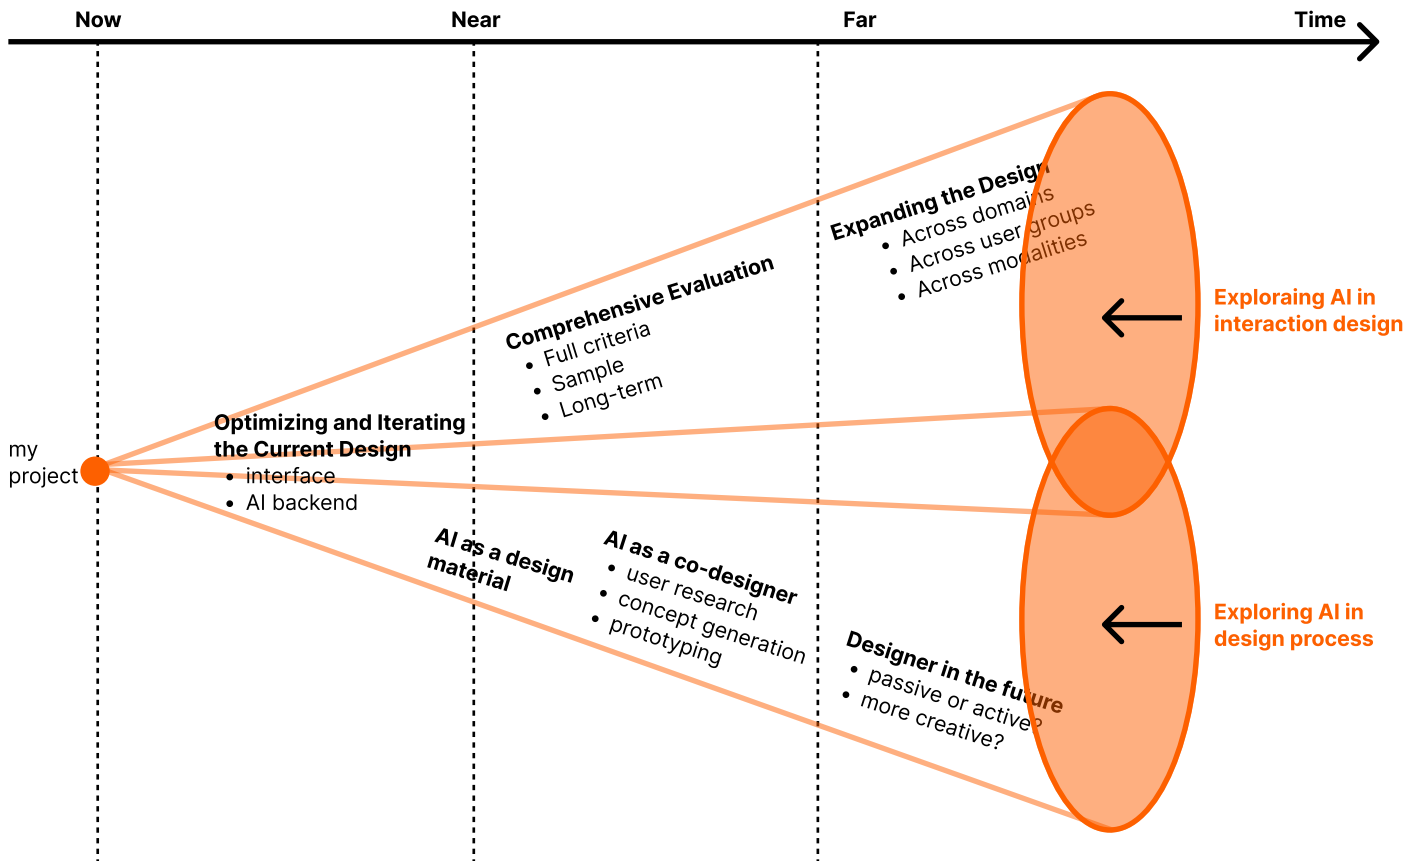 Now
Near
Far
Time
Expanding the Design
• Across domains
• Across user groups
• Across modalities
Comprehensive Evaluation
• Full criteria
• Sample
• Long-term
Exploraing AI in
interaction design
Optimizing and Iterating
the Current Design
• interface
• AI backend
my
project
AI as a design
material
AI as a co-designer
• user research
• concept generation
• prototyping
Designer in the future
• passive or active?
• more creative?
Exploring AI in
design process